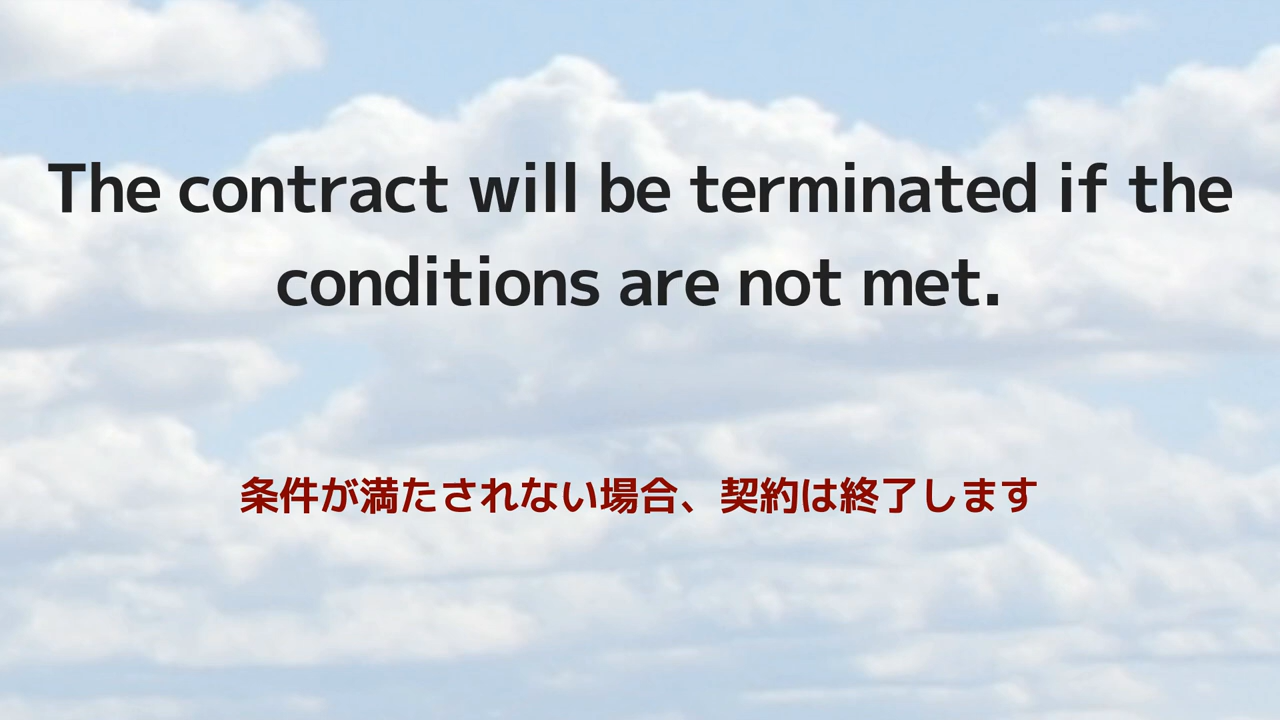 The contract will be terminated if the
conditions are not met.
条件が満たされない場合、契約は終了します